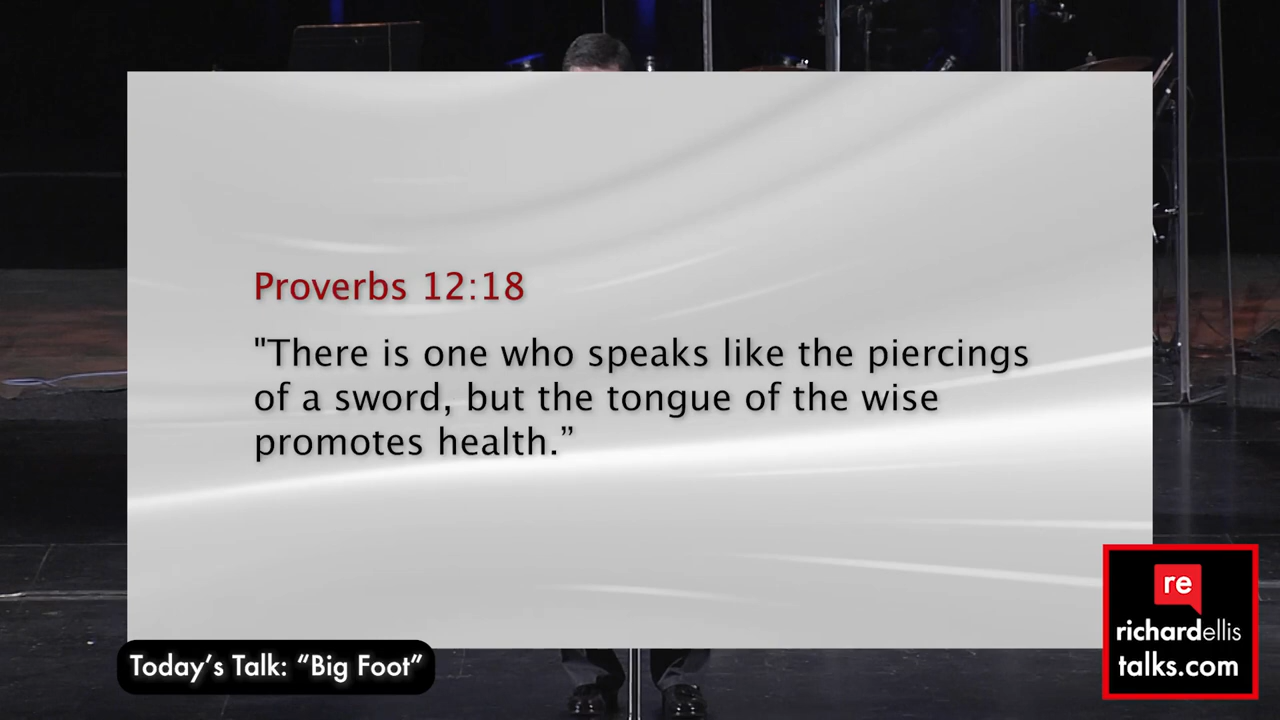 Proverbs 12:18
"There is one who speaks like the piercings
of a sword, but the tongue of the wise
promotes health.”
Today’s Talk: “Big Foot”
re
richardellis
talks.com